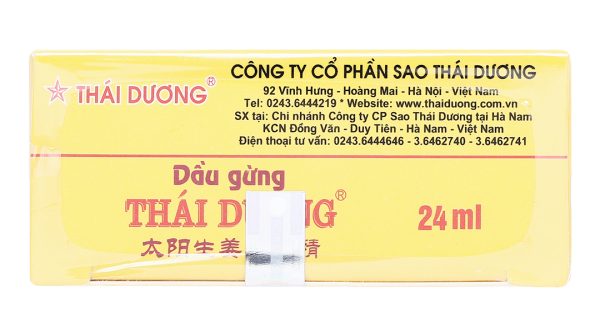 THÁI DƯƠNG®
CÔNG TY CỔ PHẦN SAO THÁI DƯƠNG
92 Vĩnh Hưng - Hoàng Mai - Hà Nội - Việt Nam
Tel: 0243.6444219 * Website: www.thaiduong.com.vn
SX tại: Chi nhánh Công ty CP Sao Thái Dương tại Hà Nam
KCN Đồng Văn - Duy Tiên - Hà Nam - Việt Nam
Điện thoại tư vấn: 0243.6444646 - 3.6462740 - 3.6462741
Dầu gừng
THÁI DƯƠNG®
24 ml
太阳生姜 精